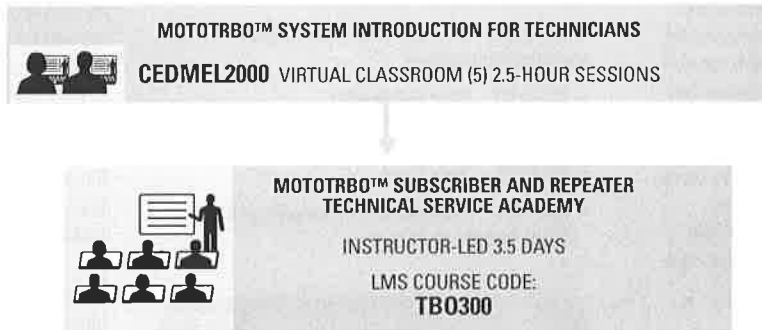 MOTOTRBO™ SYSTEM INTRODUCTION FOR TECHNICIANS
CEDMEL2000 VIRTUAL CLASSROOM (5) 2.5-HOUR SESSIONS
MOTOTRBO™ SUBSCRIBER AND REPEATER
TECHNICAL SERVICE ACADEMY
INSTRUCTOR-LED 3.5 DAYS
LMS COURSE CODE:
TBO300